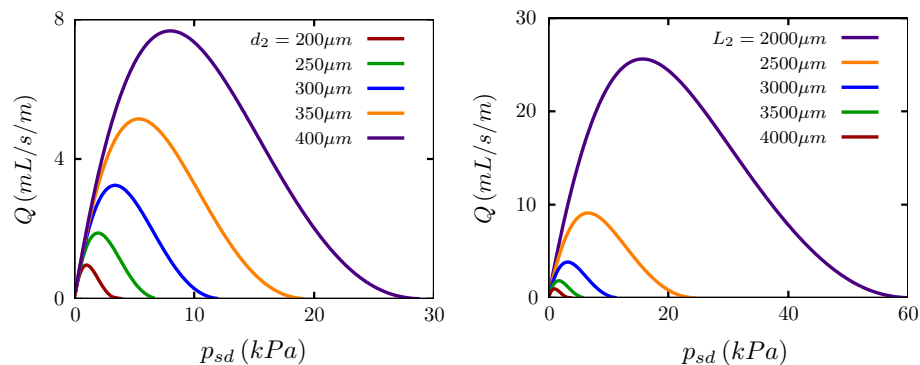 8
4
0
Q (mL/s/m)
d₂ = 200μm
250μm
300μm
350μm
400μm
0 10 20 30
p_sd (kPa)
30
20
10
0
Q (mL/s/m)
L₂ = 2000μm
2500μm
3000μm
3500μm
4000μm
0 20 40 60
p_sd (kPa)